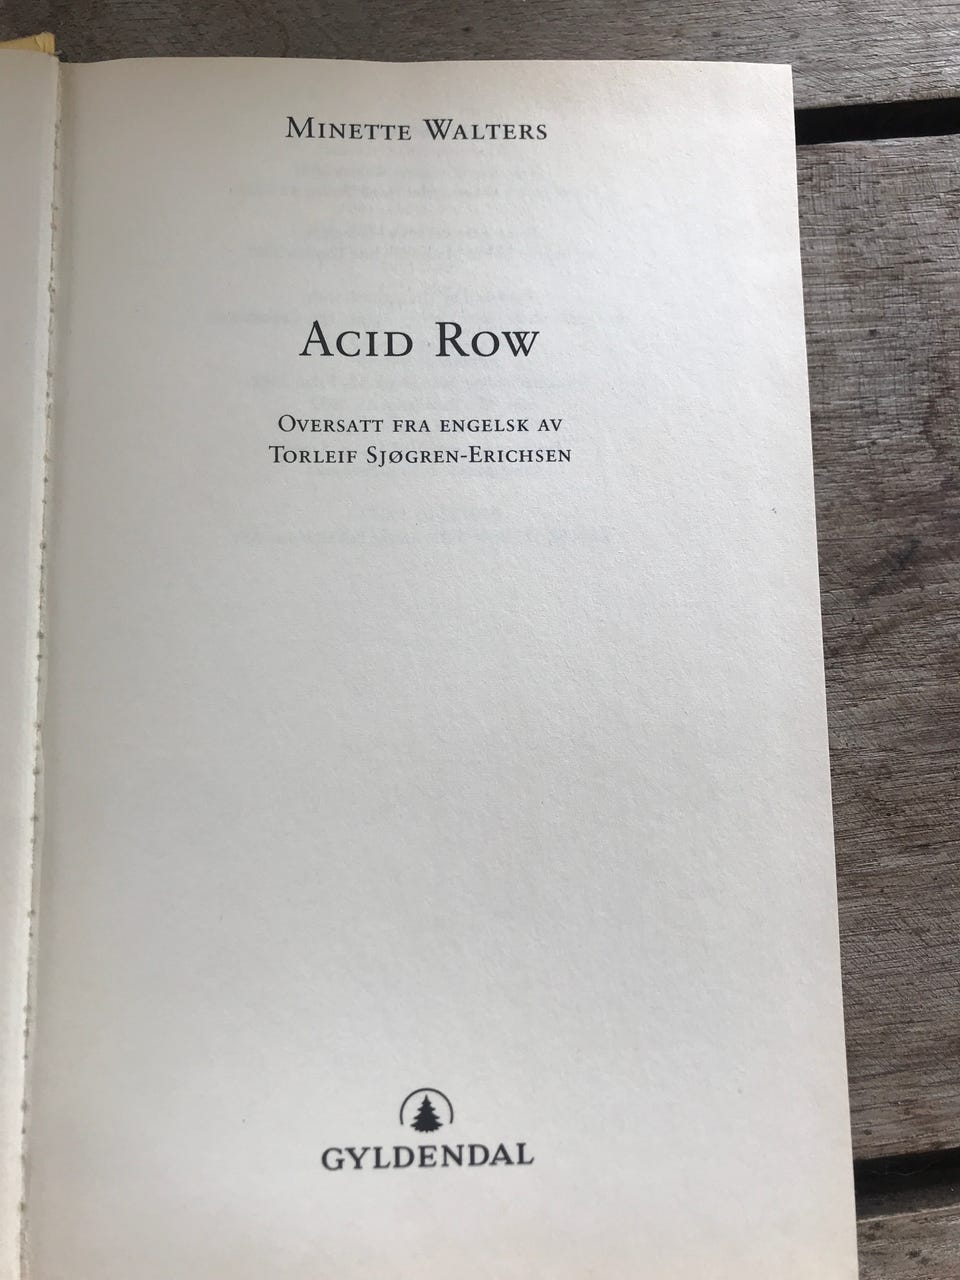 Minette Walters
Acid Row
Oversatt fra engelsk av
Torleif Sjøgren-Erichsen
GYLDENDAL